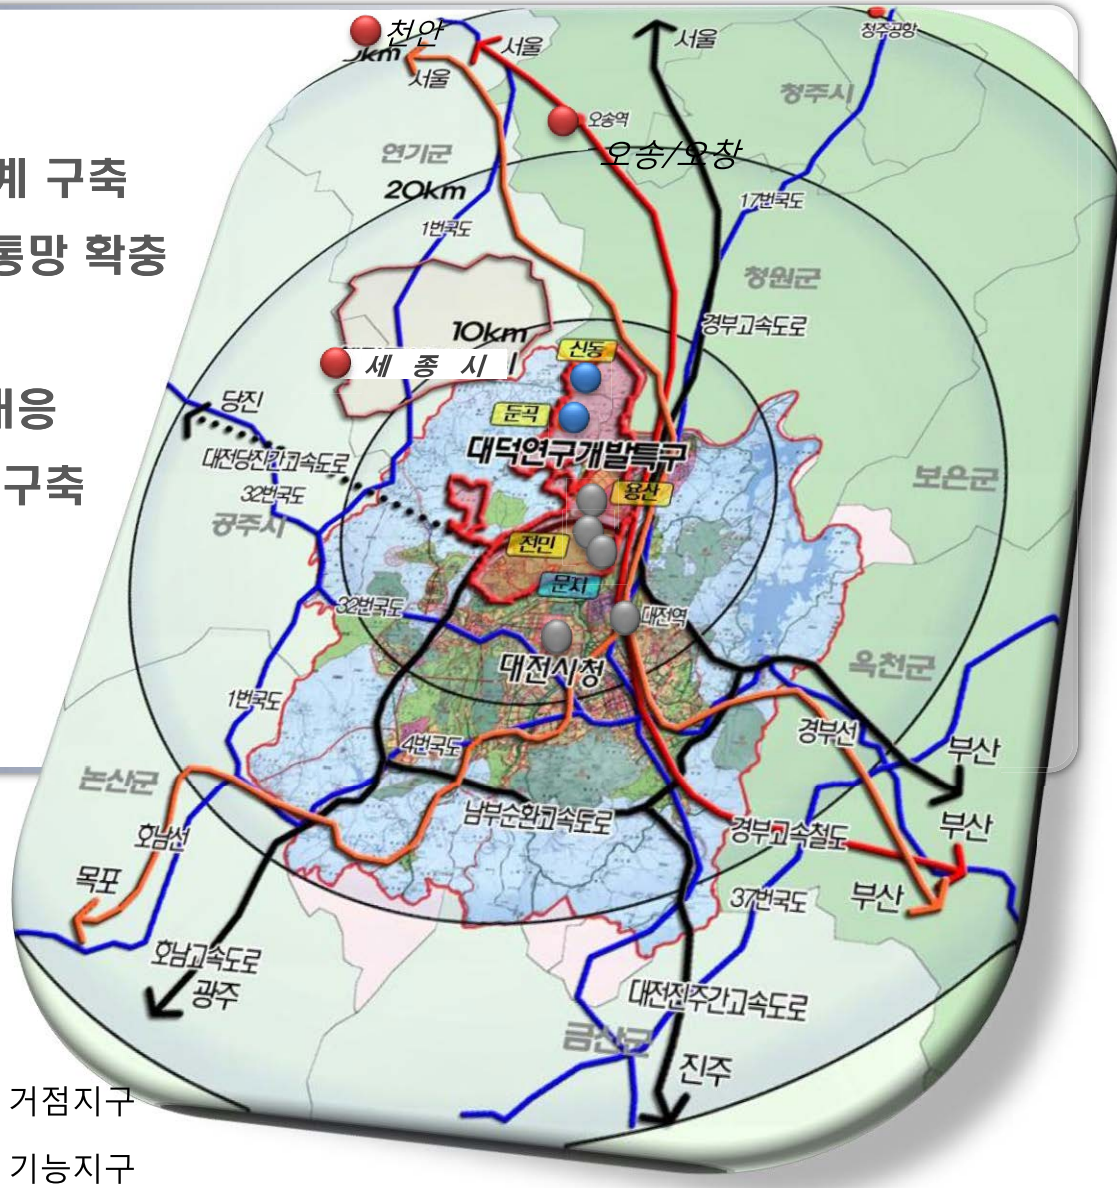 천안
km
서울
서울
서울
청주공항
청주시
오송역
오송/오창
연기군
계 구축
20km
1번국도
17번국도
통망 확충
청원군
10km
경부고속도로
신동
세 종 시
당진
둔곡
대응
대전당진간고속도로
대덕연구개발특구
보은군
32번국도
용산
구축
공주시
전민
문지
32번국도
대전역
대전시청
옥천군
1번국도
경부선
4번국도
부산
논산군
남부순환고속도로
경부고속철도
부산
호남선
목포
37번국도
부산
호남고속도로
광주
대전진주간고속도로
금산군
진주
거점지구
기능지구